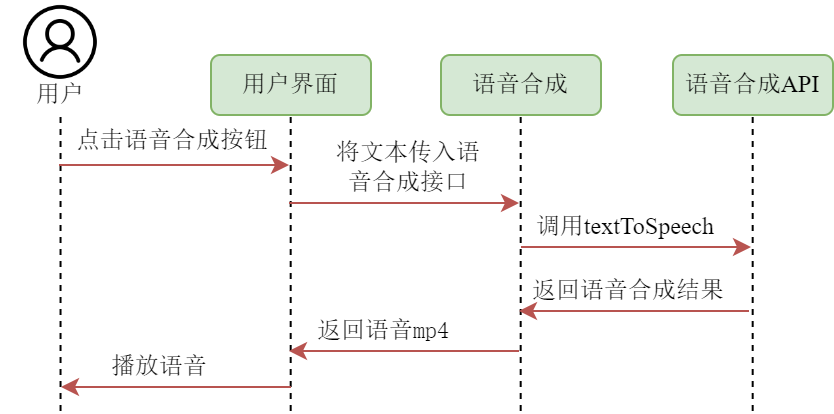 用户
用户界面
语音合成
语音合成API
点击语音合成按钮
将文本传入语
音合成接口
调用textToSpeech
返回语音合成结果
返回语音mp4
播放语音